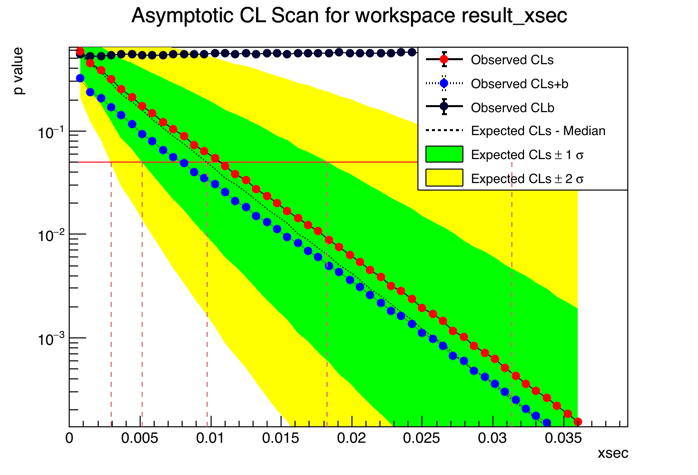 Asymptotic CL Scan for workspace result_xsec
p value
Observed CLs
Observed CLs+b
Observed CLb
Expected CLs - Median
Expected CLs ± 1 σ
Expected CLs ± 2 σ
10⁻¹
10⁻²
10⁻³
0 0.005 0.01 0.015 0.02 0.025 0.03 0.035
xsec